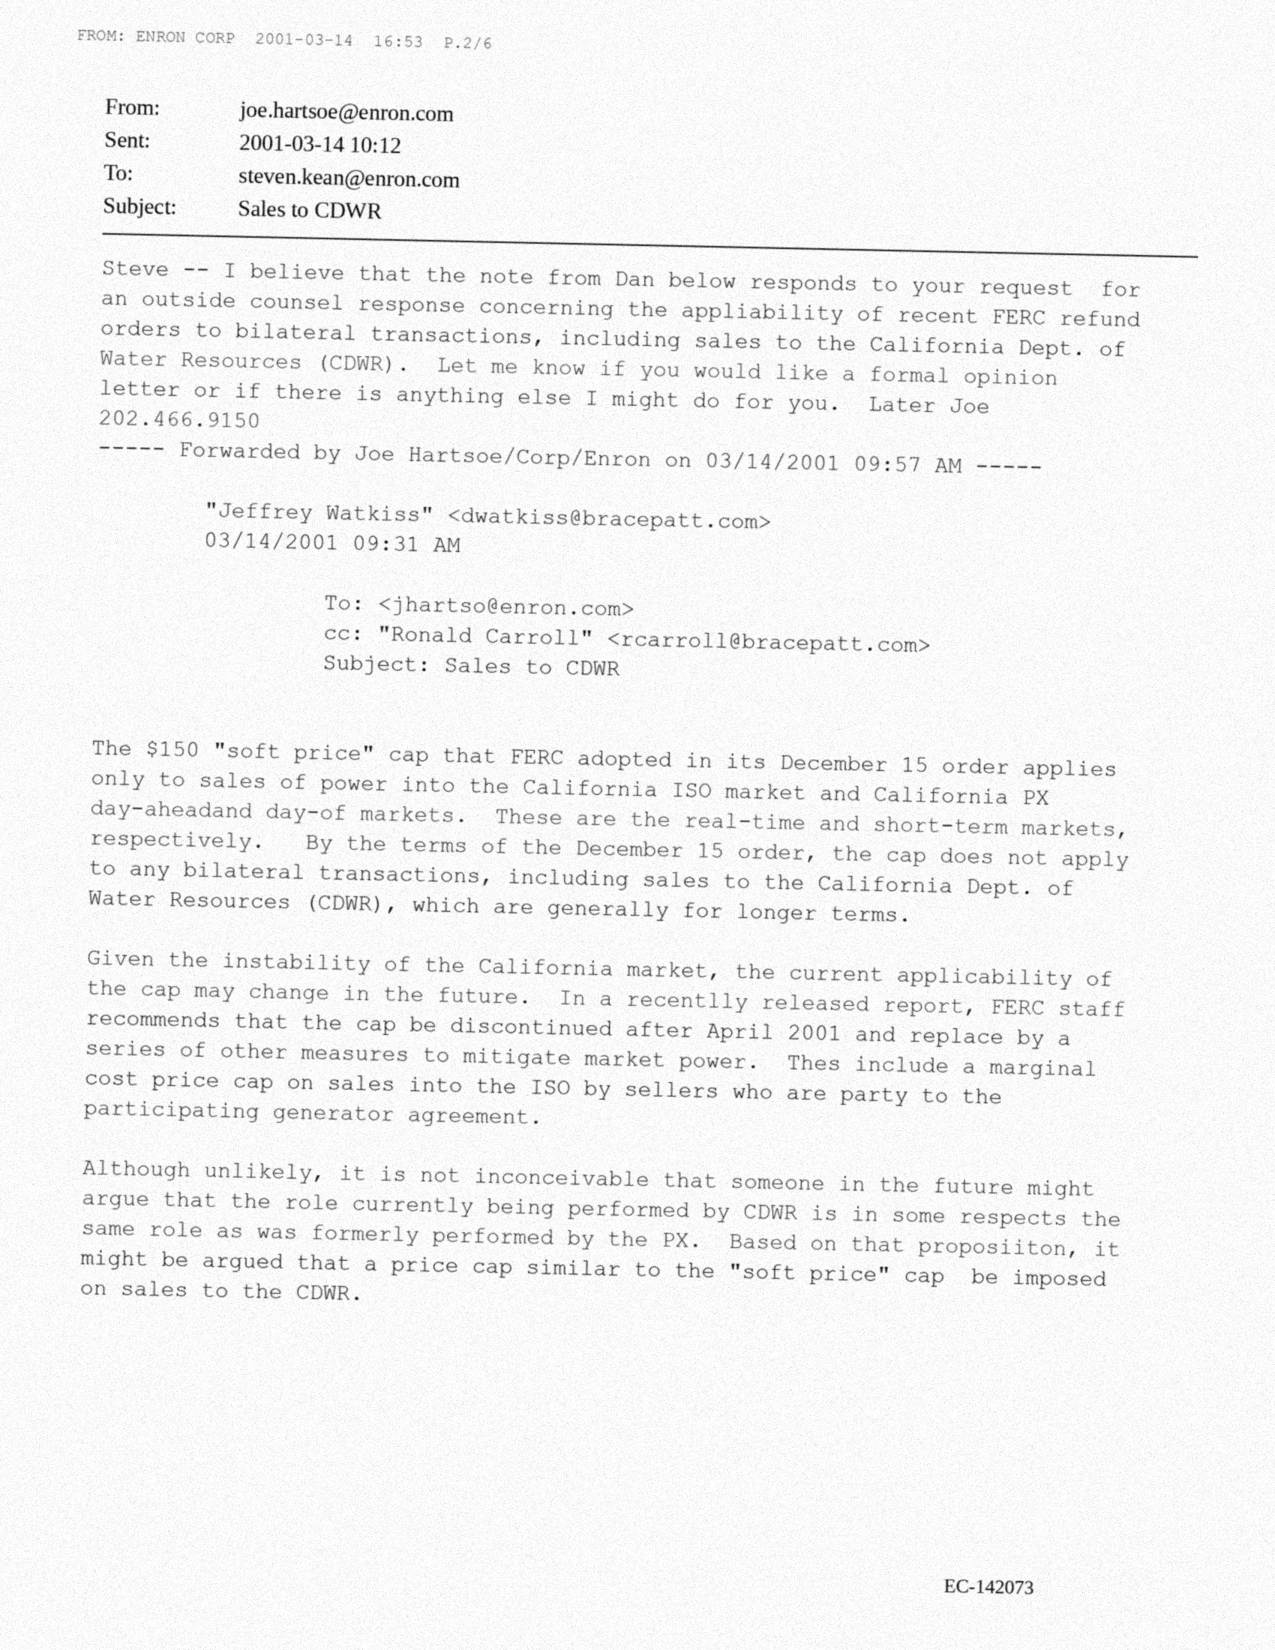 FROM: ENRON CORP  2001-03-14  16:53  P.2/6
From: joe.hartsoe@enron.com
Sent: 2001-03-14 10:12
To: steven.kean@enron.com
Subject: Sales to CDWR
Steve -- I believe that the note from Dan below responds to your request  for
an outside counsel response concerning the appliability of recent FERC refund
orders to bilateral transactions, including sales to the California Dept. of
Water Resources (CDWR).  Let me know if you would like a formal opinion
letter or if there is anything else I might do for you.  Later Joe
202.466.9150
----- Forwarded by Joe Hartsoe/Corp/Enron on 03/14/2001 09:57 AM -----
"Jeffrey Watkiss" <dwatkiss@bracepatt.com>
03/14/2001 09:31 AM
To: <jhartso@enron.com>
cc: "Ronald Carroll" <rcarroll@bracepatt.com>
Subject: Sales to CDWR
The $150 "soft price" cap that FERC adopted in its December 15 order applies
only to sales of power into the California ISO market and California PX
day-aheadand day-of markets.  These are the real-time and short-term markets,
respectively.   By the terms of the December 15 order, the cap does not apply
to any bilateral transactions, including sales to the California Dept. of
Water Resources (CDWR), which are generally for longer terms.
Given the instability of the California market, the current applicability of
the cap may change in the future.  In a recentlly released report, FERC staff
recommends that the cap be discontinued after April 2001 and replace by a
series of other measures to mitigate market power.  Thes include a marginal
cost price cap on sales into the ISO by sellers who are party to the
participating generator agreement.
Although unlikely, it is not inconceivable that someone in the future might
argue that the role currently being performed by CDWR is in some respects the
same role as was formerly performed by the PX.  Based on that proposiiton, it
might be argued that a price cap similar to the "soft price" cap  be imposed
on sales to the CDWR.
EC-142073